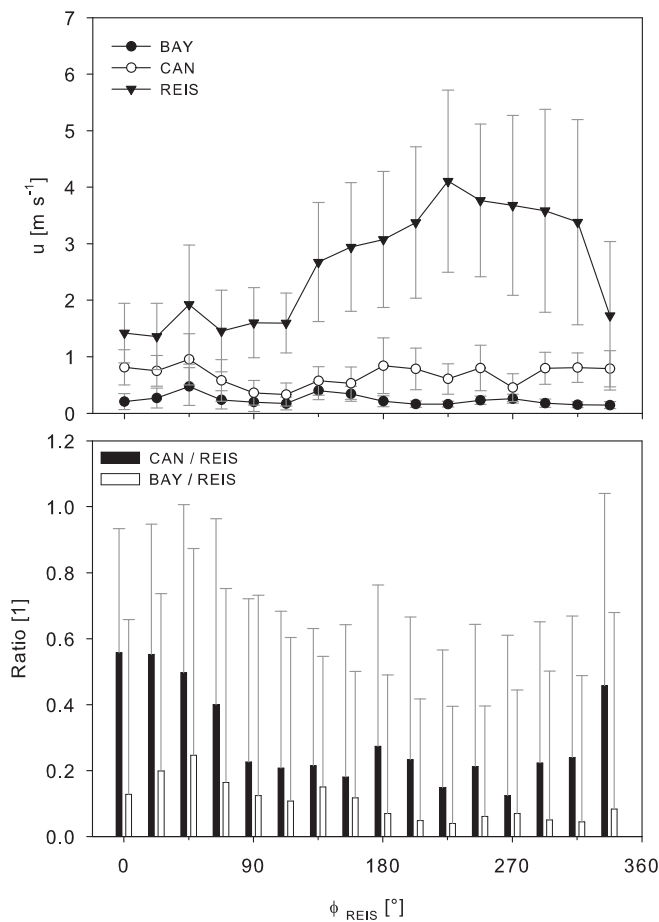 7
6
5
4
3
2
1
0
u [m s⁻¹]
BAY
CAN
REIS
1.2
1.0
0.8
0.6
0.4
0.2
0.0
Ratio [1]
CAN / REIS
BAY / REIS
0 90 180 270 360
ϕ REIS [°]